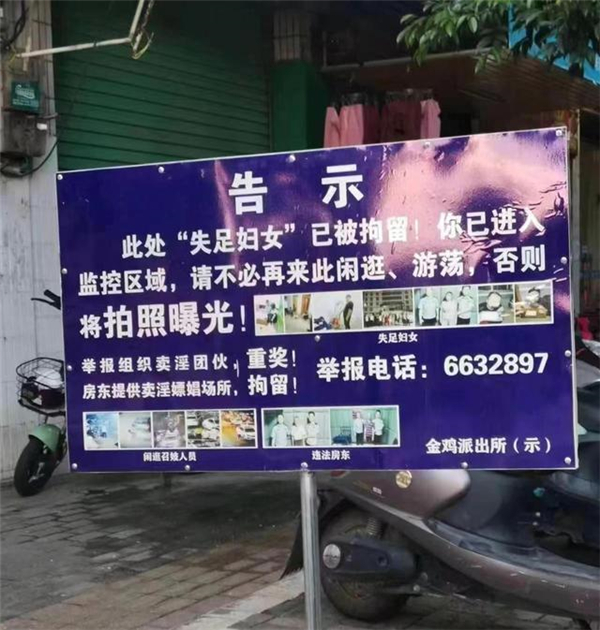 告 示
此处“失足妇女”已被拘留！你已进入
监控区域，请不必再来此闲逛、游荡，否则
将拍照曝光！
失足妇女
举报组织卖淫团伙，重奖！
房东提供卖淫嫖娼场所，拘留！
举报电话：6632897
闲逛召妓人员
违法房东
金鸡派出所（示）